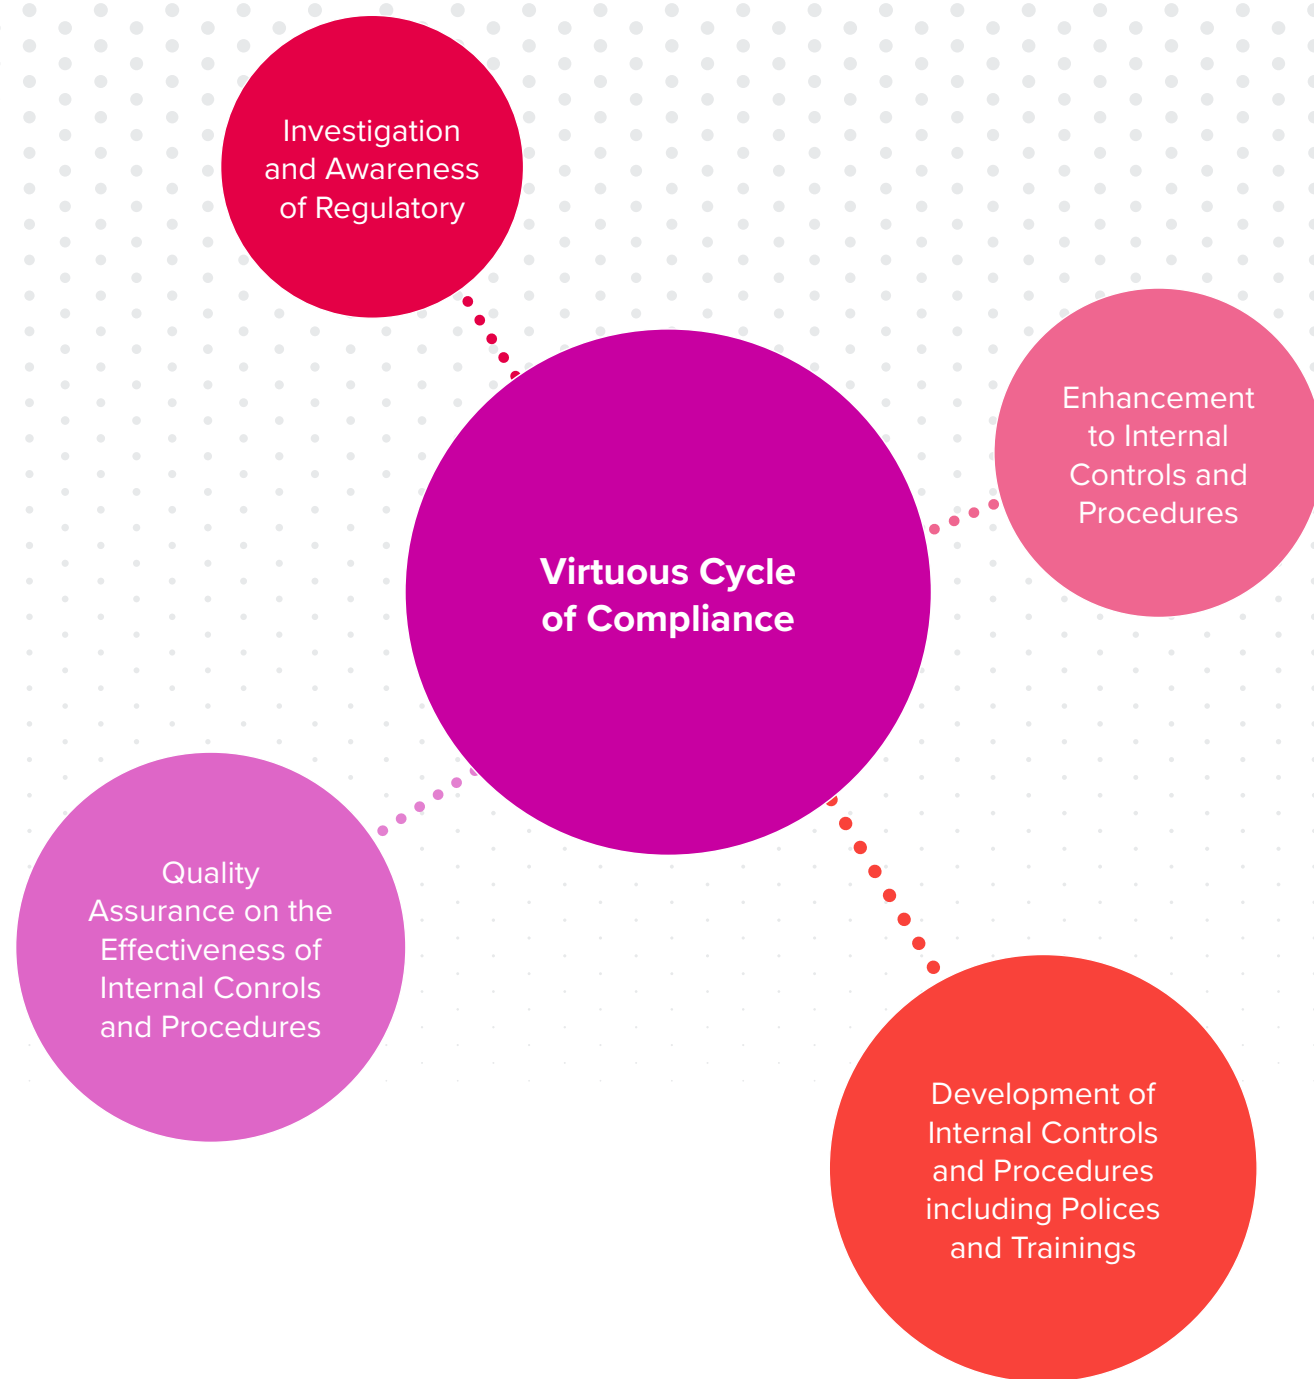 Investigation
and Awareness
of Regulatory
Enhancement
to Internal
Controls and
Procedures
Virtuous Cycle
of Compliance
Quality
Assurance on the
Effectiveness of
Internal Conrols
and Procedures
Development of
Internal Controls
and Procedures
including Polices
and Trainings